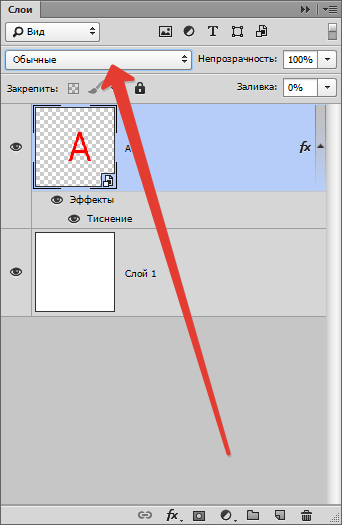 Слои
Вид T
Обычные Непрозрачность: 100%
Закрепить: Заливка: 0%
A A fx
Эффекты
Тиснение
Слой 1
fx